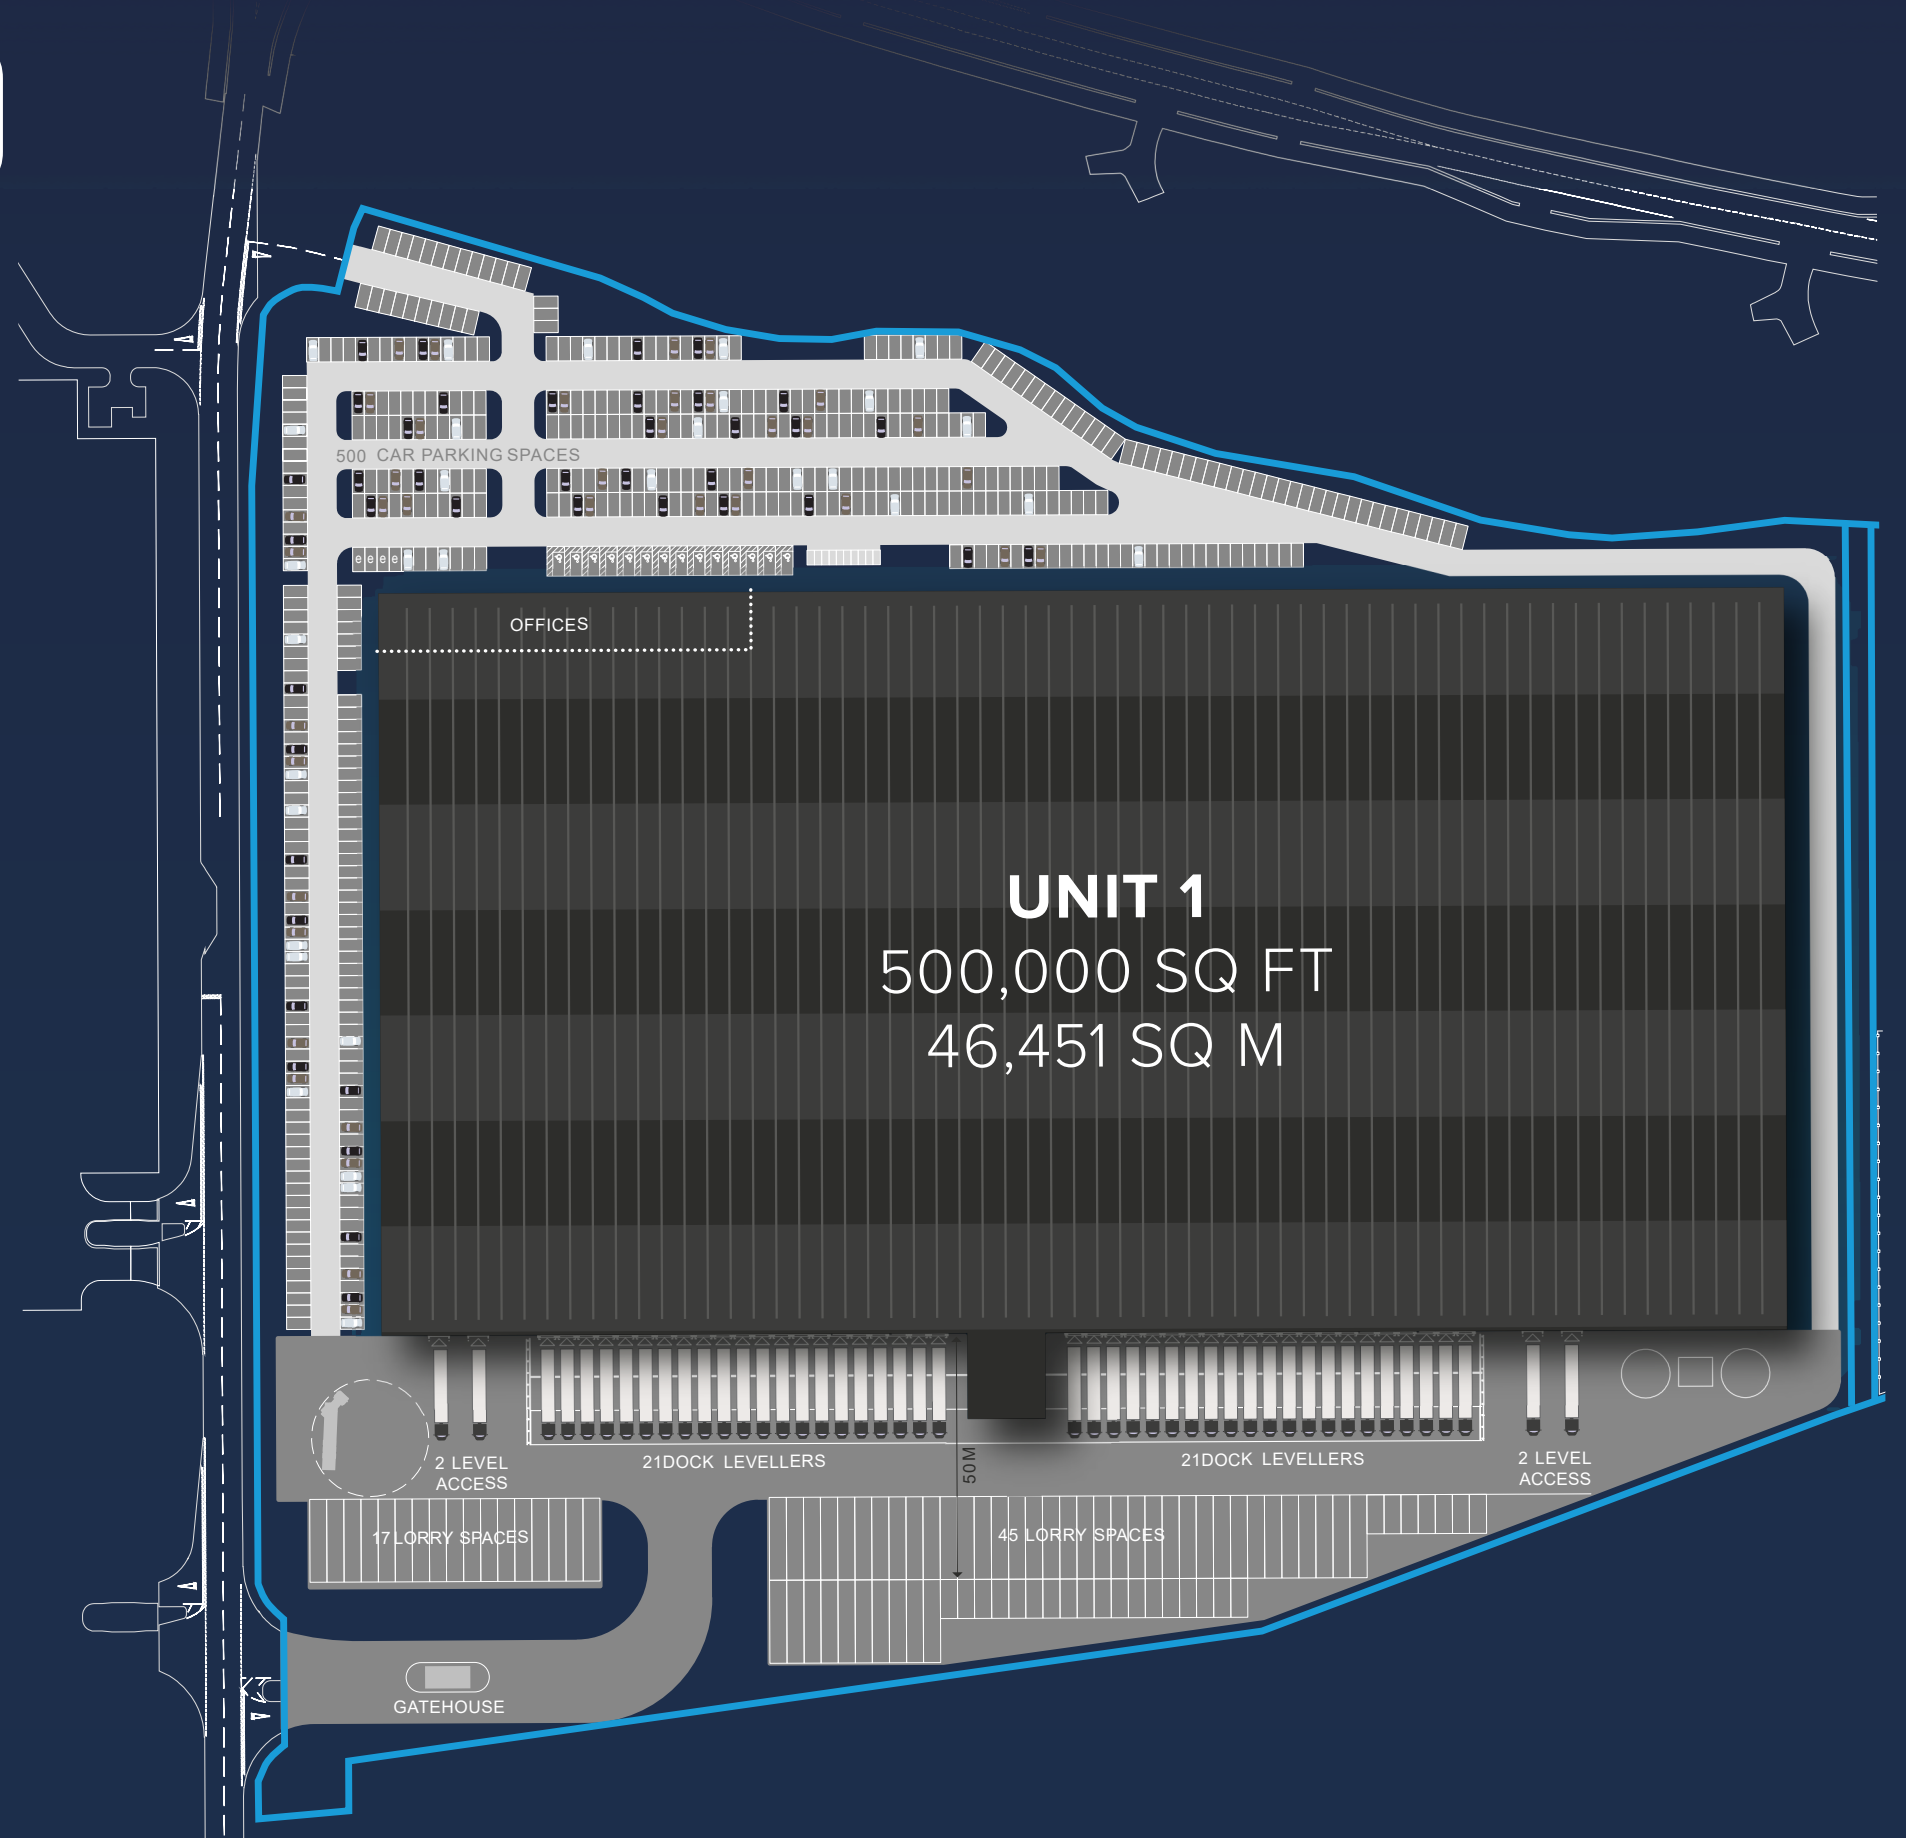 500 CAR PARKING SPACES
e e e e
OFFICES
UNIT 1
500,000 SQ FT
46,451 SQ M
2 LEVEL
ACCESS
21DOCK LEVELLERS
50M
21DOCK LEVELLERS
2 LEVEL
ACCESS
17 LORRY SPACES
45 LORRY SPACES
GATEHOUSE